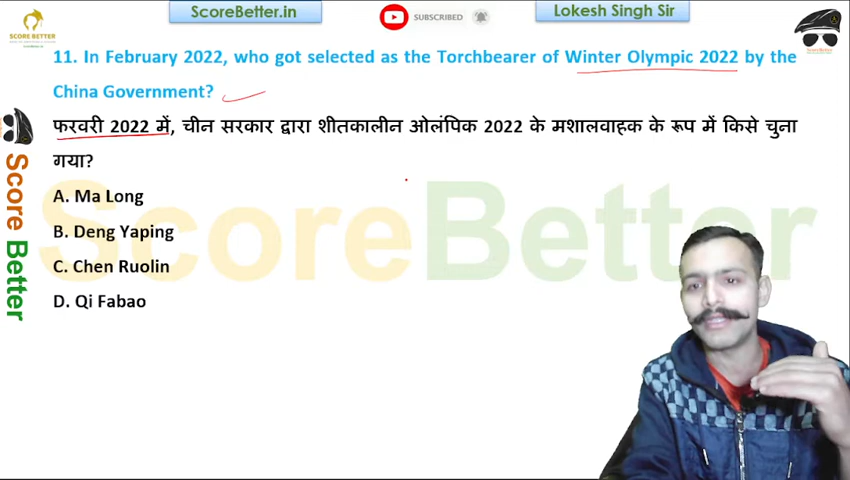 SCORE BETTER
ScoreBetter.in
SUBSCRIBED
Lokesh Singh Sir
11. In February 2022, who got selected as the Torchbearer of Winter Olympic 2022 by the
China Government?
फरवरी 2022 में, चीन सरकार द्वारा शीतकालीन ओलंपिक 2022 के मशालवाहक के रूप में किसे चुना
गया?
A. Ma Long
B. Deng Yaping
C. Chen Ruolin
D. Qi Fabao
Score Better
ScoreBetter